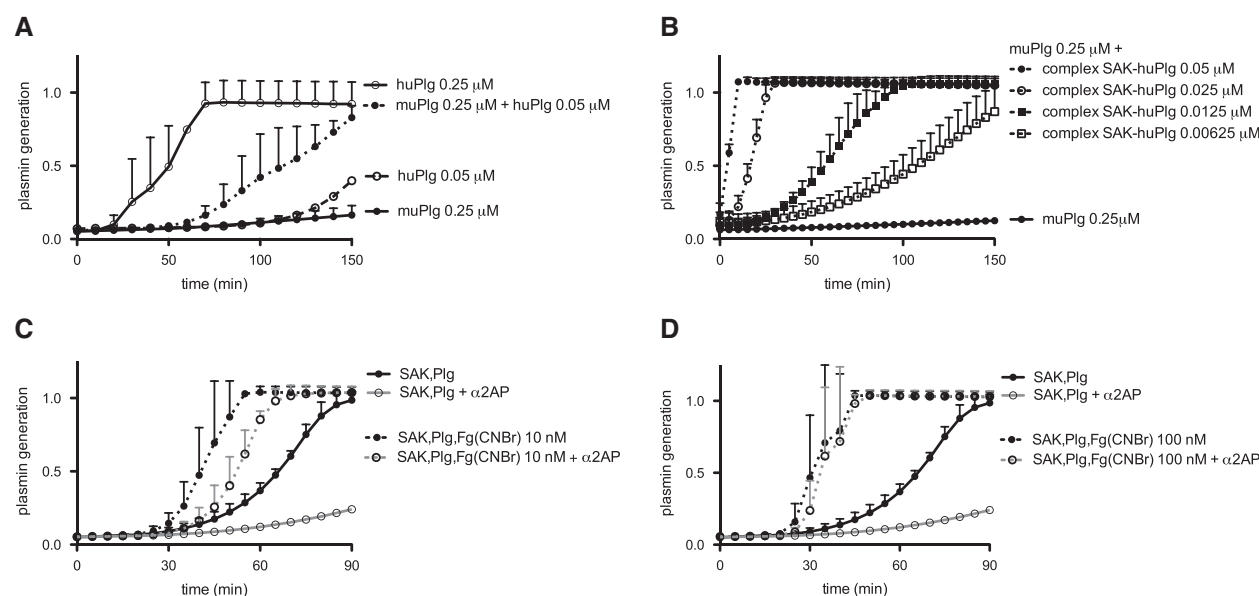 A
plasmin generation
1.0
0.5
0.0
0 50 100 150
time (min)
huPlg 0.25 μM
muPlg 0.25 μM + huPlg 0.05 μM
huPlg 0.05 μM
muPlg 0.25 μM
B
plasmin generation
1.0
0.5
0.0
0 50 100 150
time (min)
muPlg 0.25 μM +
complex SAK-huPlg 0.05 μM
complex SAK-huPlg 0.025 μM
complex SAK-huPlg 0.0125 μM
complex SAK-huPlg 0.00625 μM
muPlg 0.25μM
C
plasmin generation
1.0
0.5
0.0
0 30 60 90
time (min)
SAK,Plg
SAK,Plg + α2AP
SAK,Plg,Fg(CNBr) 10 nM
SAK,Plg,Fg(CNBr) 10 nM + α2AP
D
plasmin generation
1.0
0.5
0.0
0 30 60 90
time (min)
SAK,Plg
SAK,Plg + α2AP
SAK,Plg,Fg(CNBr) 100 nM
SAK,Plg,Fg(CNBr) 100 nM + α2AP